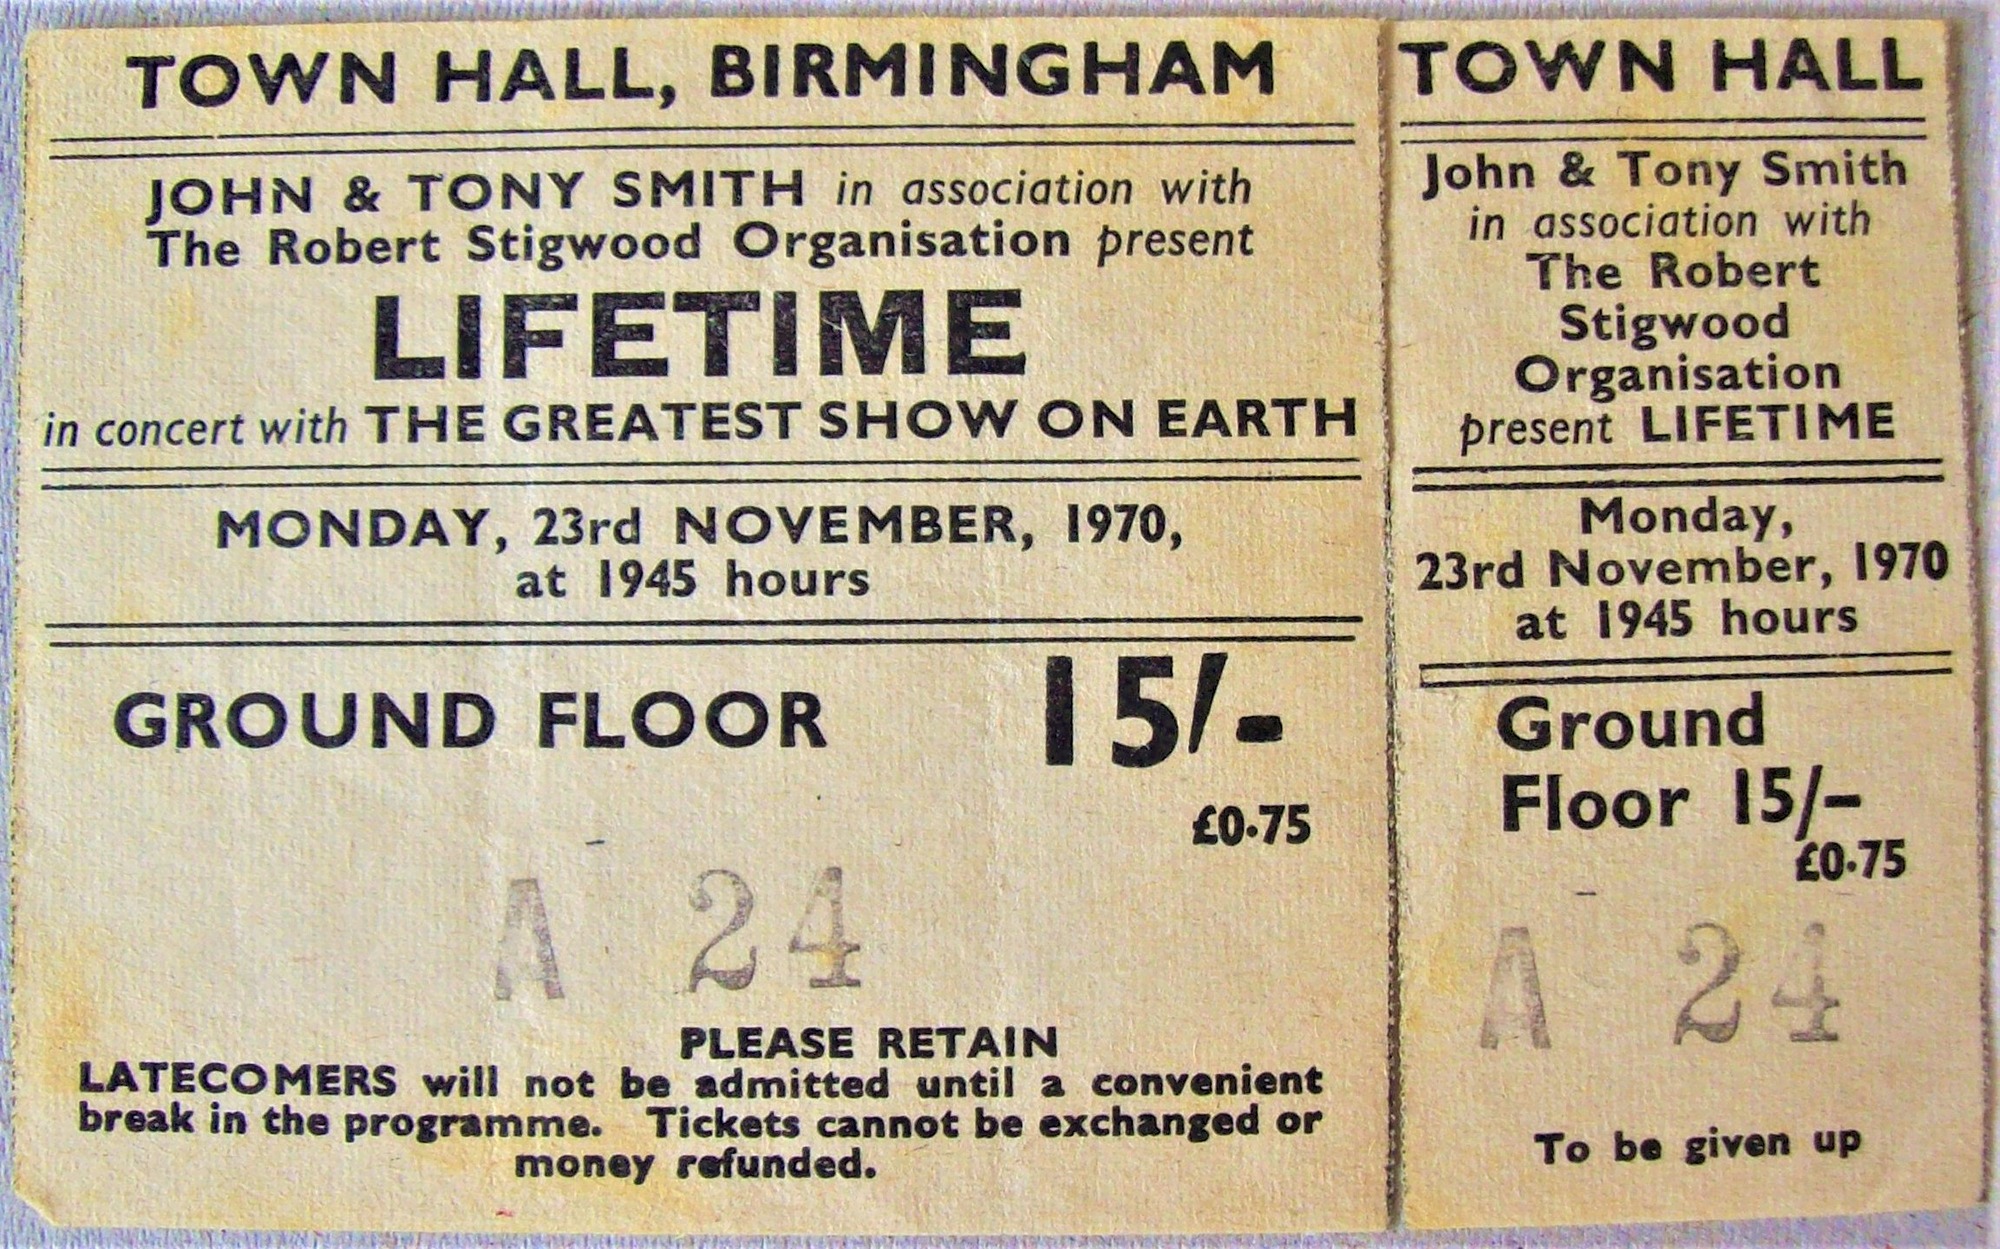 TOWN HALL, BIRMINGHAM
JOHN & TONY SMITH in association with
The Robert Stigwood Organisation present
LIFETIME
in concert with THE GREATEST SHOW ON EARTH
MONDAY, 23rd NOVEMBER, 1970,
at 1945 hours
GROUND FLOOR 15/-
£0·75
A 24
PLEASE RETAIN
LATECOMERS will not be admitted until a convenient
break in the programme. Tickets cannot be exchanged or
money refunded.
TOWN HALL
John & Tony Smith
in association with
The Robert
Stigwood
Organisation
present LIFETIME
Monday,
23rd November, 1970
at 1945 hours
Ground
Floor 15/-
£0·75
A 24
To be given up